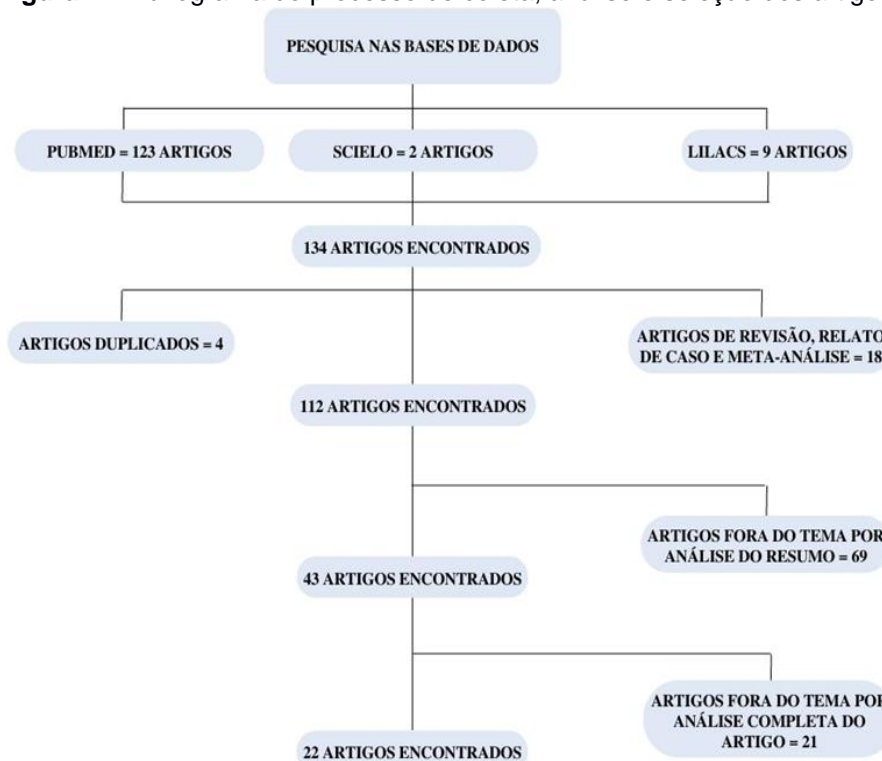 PESQUISA NAS BASES DE DADOS
PUBMED = 123 ARTIGOS
SCIELO = 2 ARTIGOS
LILACS = 9 ARTIGOS
134 ARTIGOS ENCONTRADOS
ARTIGOS DUPLICADOS = 4
ARTIGOS DE REVISÃO, RELATO
DE CASO E META-ANÁLISE = 18
112 ARTIGOS ENCONTRADOS
ARTIGOS FORA DO TEMA POR
ANÁLISE DO RESUMO = 69
43 ARTIGOS ENCONTRADOS
ARTIGOS FORA DO TEMA POR
ANÁLISE COMPLETA DO
ARTIGO = 21
22 ARTIGOS ENCONTRADOS